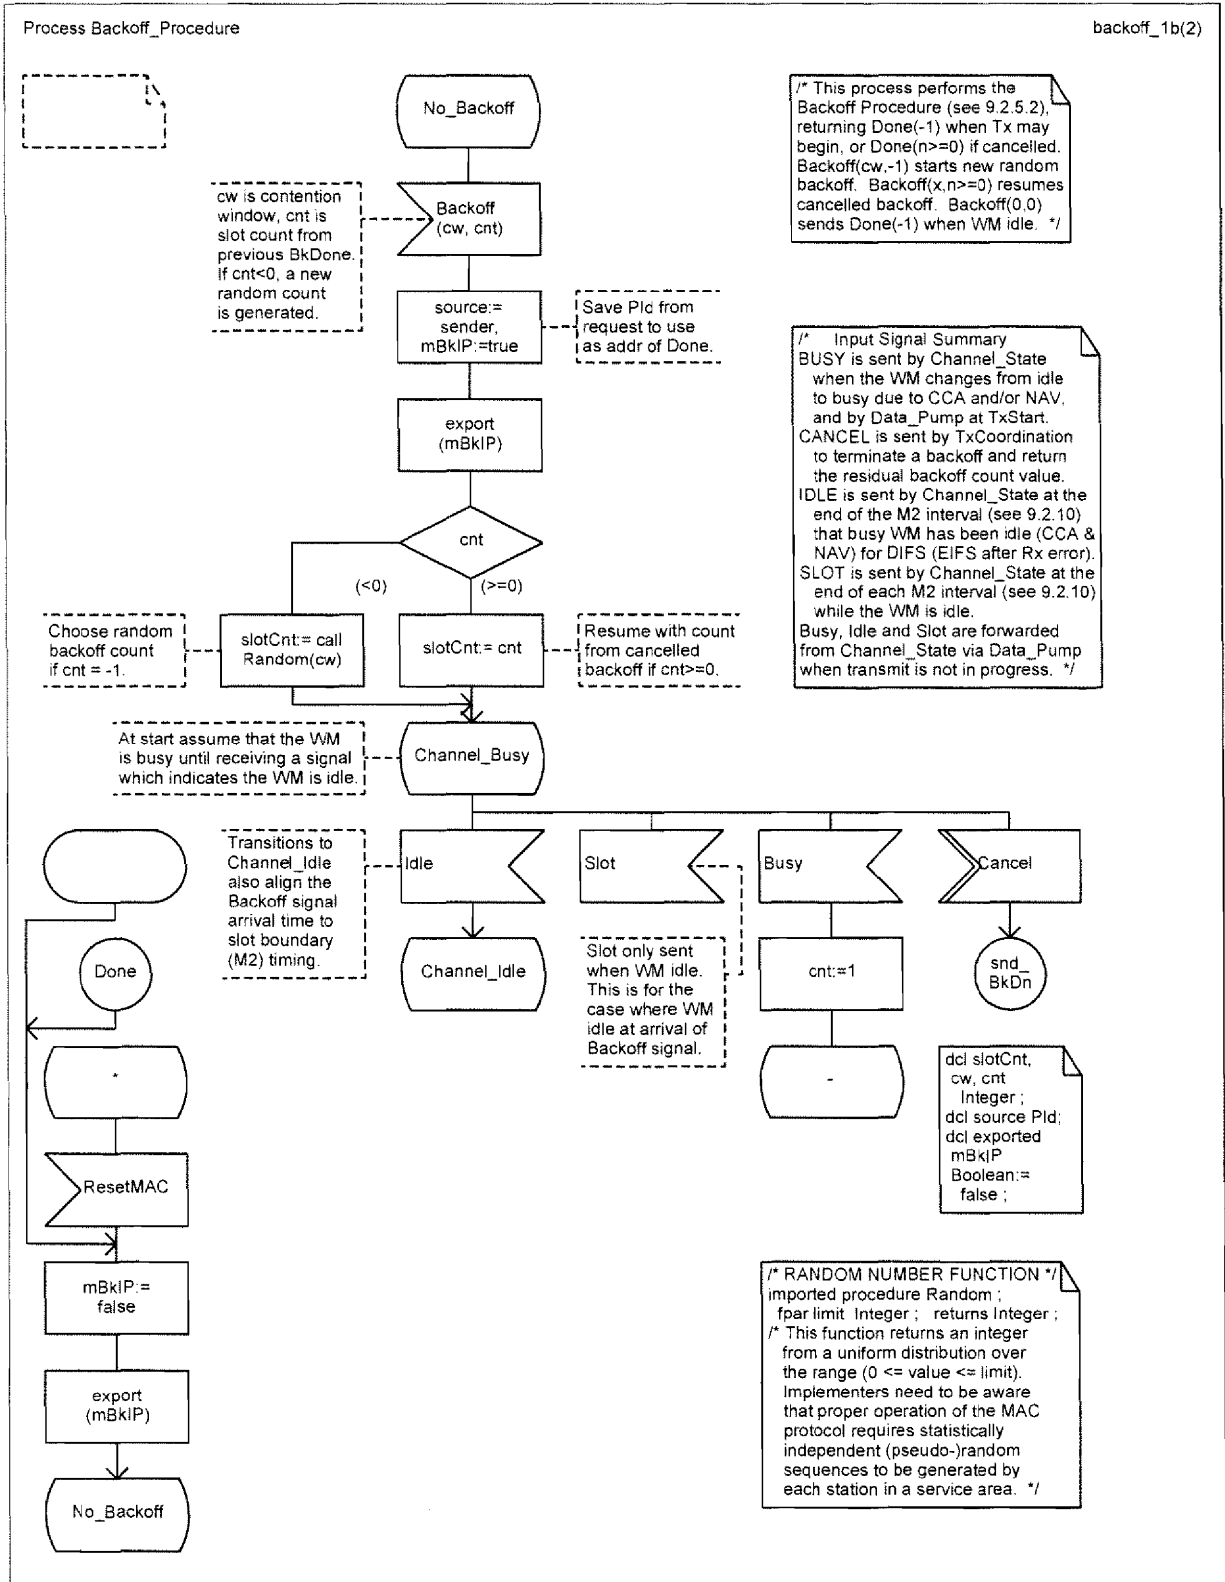 Process Backoff_Procedure
backoff_1b(2)
No_Backoff
/* This process performs the
Backoff Procedure (see 9.2.5.2),
returning Done(-1) when Tx may
begin, or Done(n>=0) if cancelled.
Backoff(cw,-1) starts new random
backoff. Backoff(x,n>=0) resumes
cancelled backoff. Backoff(0,0)
sends Done(-1) when WM idle. */
cw is contention
window, cnt is
slot count from
previous BkDone.
If cnt<0, a new
random count
is generated.
Backoff
(cw, cnt)
source:=
sender,
mBkIP:=true
Save PId from
request to use
as addr of Done.
/* Input Signal Summary
BUSY is sent by Channel_State
when the WM changes from idle
to busy due to CCA and/or NAV,
and by Data_Pump at TxStart.
CANCEL is sent by TxCoordination
to terminate a backoff and return
the residual backoff count value.
IDLE is sent by Channel_State at the
end of the M2 interval (see 9.2.10)
that busy WM has been idle (CCA &
NAV) for DIFS (EIFS after Rx error).
SLOT is sent by Channel_State at the
end of each M2 interval (see 9.2.10)
while the WM is idle.
Busy, Idle and Slot are forwarded
from Channel_State via Data_Pump
when transmit is not in progress. */
export
(mBkIP)
cnt
(<0)
(>=0)
Choose random
backoff count
if cnt = -1.
slotCnt:= call
Random(cw)
slotCnt:= cnt
Resume with count
from cancelled
backoff if cnt>=0.
At start assume that the WM
is busy until receiving a signal
which indicates the WM is idle.
Channel_Busy
Transitions to
Channel_Idle
also align the
Backoff signal
arrival time to
slot boundary
(M2) timing.
Idle
Slot
Busy
Cancel
Channel_Idle
Slot only sent
when WM idle.
This is for the
case where WM
idle at arrival of
Backoff signal.
cnt:=1
snd_
BkDn
-
Done
*
ResetMAC
mBkIP:=
false
export
(mBkIP)
No_Backoff
dcl slotCnt,
cw, cnt
Integer ;
dcl source PId;
dcl exported
mBkIP
Boolean:=
false ;
/* RANDOM NUMBER FUNCTION */
imported procedure Random ;
fpar limit Integer ; returns Integer ;
/* This function returns an integer
from a uniform distribution over
the range (0 <= value <= limit).
Implementers need to be aware
that proper operation of the MAC
protocol requires statistically
independent (pseudo-)random
sequences to be generated by
each station in a service area. */